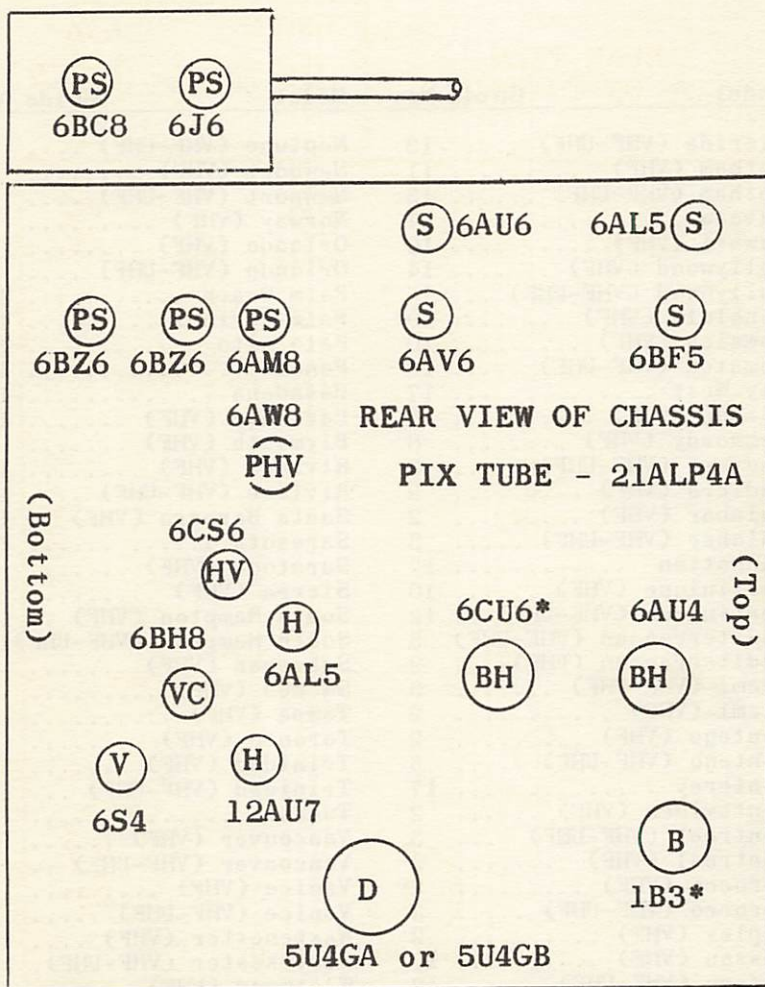 PS PS
6BC8 6J6
S 6AU6 6AL5 S
PS PS PS S S
6BZ6 6BZ6 6AM8 6AV6 6BF5
6AW8 REAR VIEW OF CHASSIS
PHV PIX TUBE - 21ALP4A
(Bottom)
(Top)
6CS6
HV
6CU6* 6AU4
6BH8 H
6AL5
BH BH
VC
V H
6S4 12AU7
B
D 1B3*
5U4GA or 5U4GB